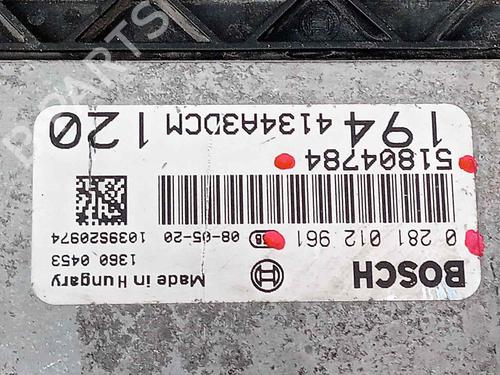 BOSCH
Made in Hungary
1360 0453
0 281 012 961
08-05-20
1039S20974
51804784
194 4134A3DCM 120